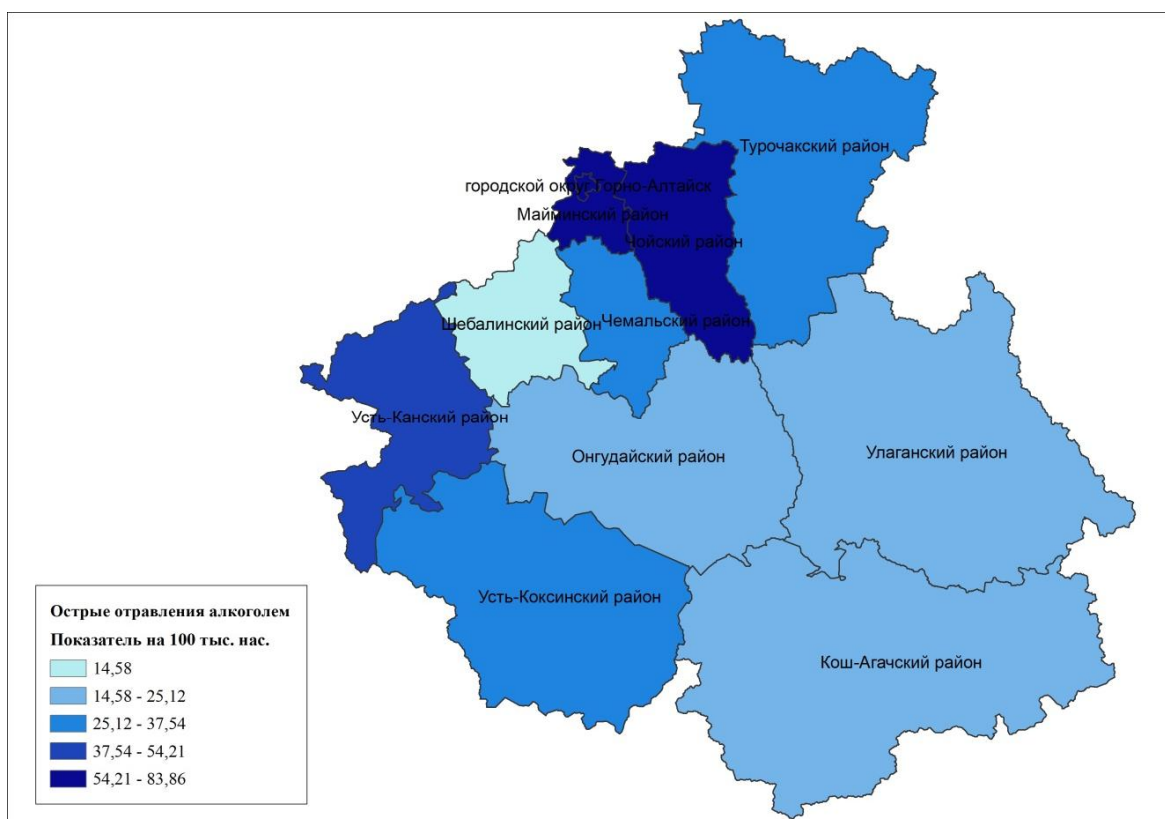 Турочакский район
городской округ Горно-Алтайск
Майминский район
Чойский район
Шебалинский район
Чемальский район
Усть-Канский район
Онгудайский район
Улаганский район
Усть-Коксинский район
Кош-Агачский район
Острые отравления алкоголем
Показатель на 100 тыс. нас.
14,58
14,58 - 25,12
25,12 - 37,54
37,54 - 54,21
54,21 - 83,86